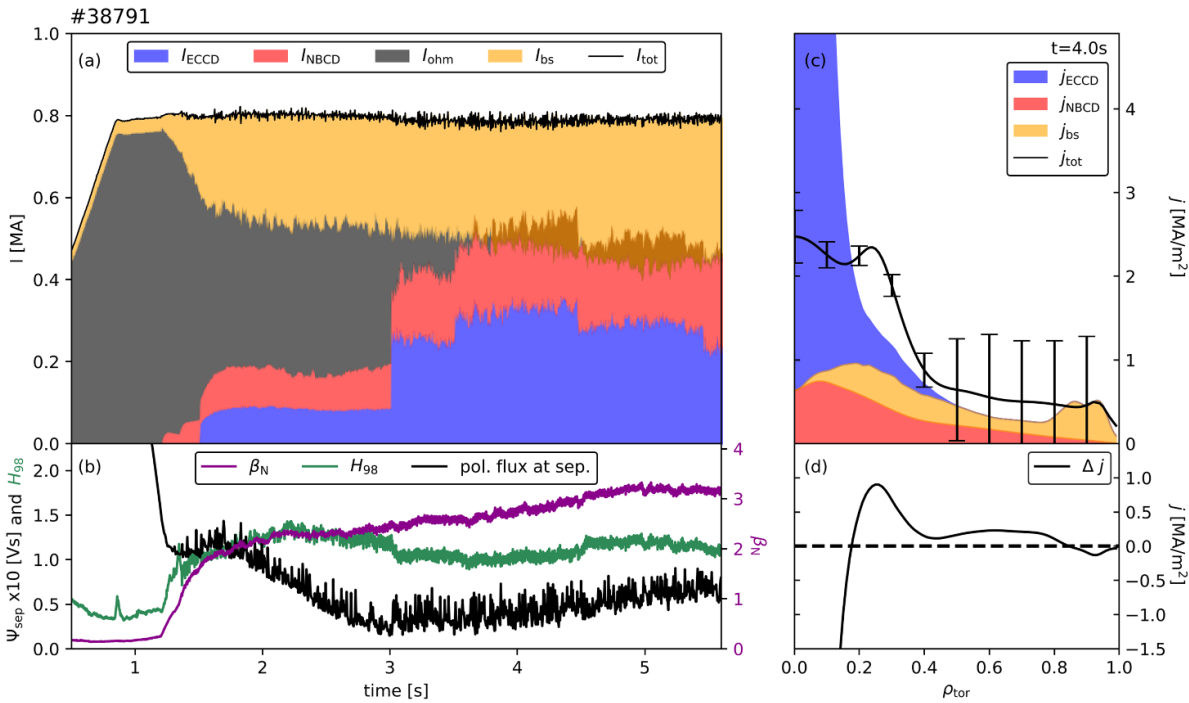 #38791
(a)
I_ECCD I_NBCD I_ohm I_bs I_tot
I [MA]
1.0
0.8
0.6
0.4
0.2
0.0
(b)
β_N H_98 pol. flux at sep.
Ψ_sep x10 [Vs] and H_98
2.0
1.5
1.0
0.5
0.0
4
3
2
1
0
β_N
1 2 3 4 5
time [s]
(c)
t=4.0s
j_ECCD
j_NBCD
j_bs
j_tot
4
3
2
1
0
j [MA/m²]
(d)
Δ j
1.0
0.5
0.0
−0.5
−1.0
−1.5
j [MA/m²]
0.0 0.2 0.4 0.6 0.8 1.0
ρ_tor